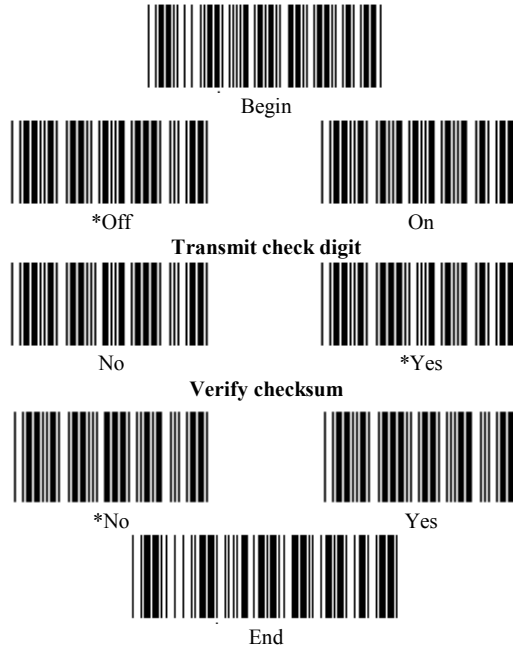 Begin
*Off On
Transmit check digit
No *Yes
Verify checksum
*No Yes
End